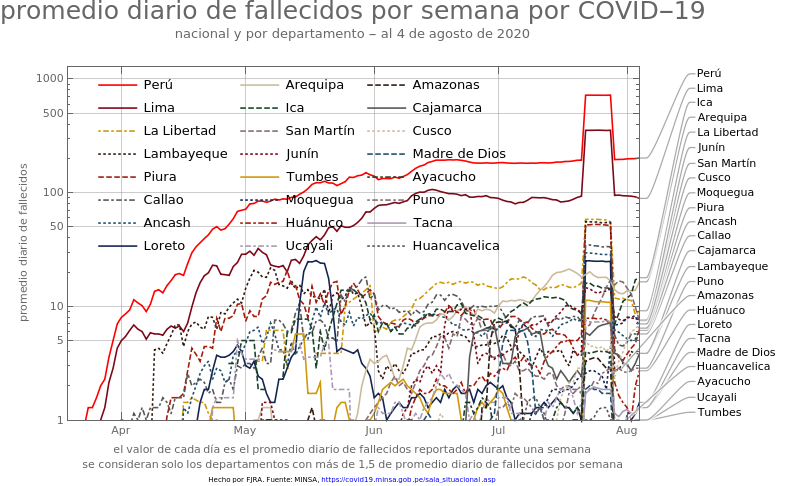 promedio diario de fallecidos por semana por COVID−19
nacional y por departamento − al 4 de agosto de 2020
promedio diario de fallecidos
1000
500
100
50
10
5
1
Apr
May
Jun
Jul
Aug
Perú
Lima
La Libertad
Lambayeque
Piura
Callao
Ancash
Loreto
Arequipa
Ica
San Martín
Junín
Tumbes
Moquegua
Huánuco
Ucayali
Amazonas
Cajamarca
Cusco
Madre de Dios
Ayacucho
Puno
Tacna
Huancavelica
Perú
Lima
Ica
Arequipa
La Libertad
Junín
San Martín
Cusco
Moquegua
Piura
Ancash
Callao
Cajamarca
Lambayeque
Puno
Amazonas
Huánuco
Loreto
Tacna
Madre de Dios
Huancavelica
Ayacucho
Ucayali
Tumbes
el valor de cada día es el promedio diario de fallecidos reportados durante una semana
se consideran solo los departamentos con más de 1,5 de promedio diario de fallecidos por semana
Hecho por FJRA. Fuente: MINSA, https://covid19.minsa.gob.pe/sala_situacional.asp